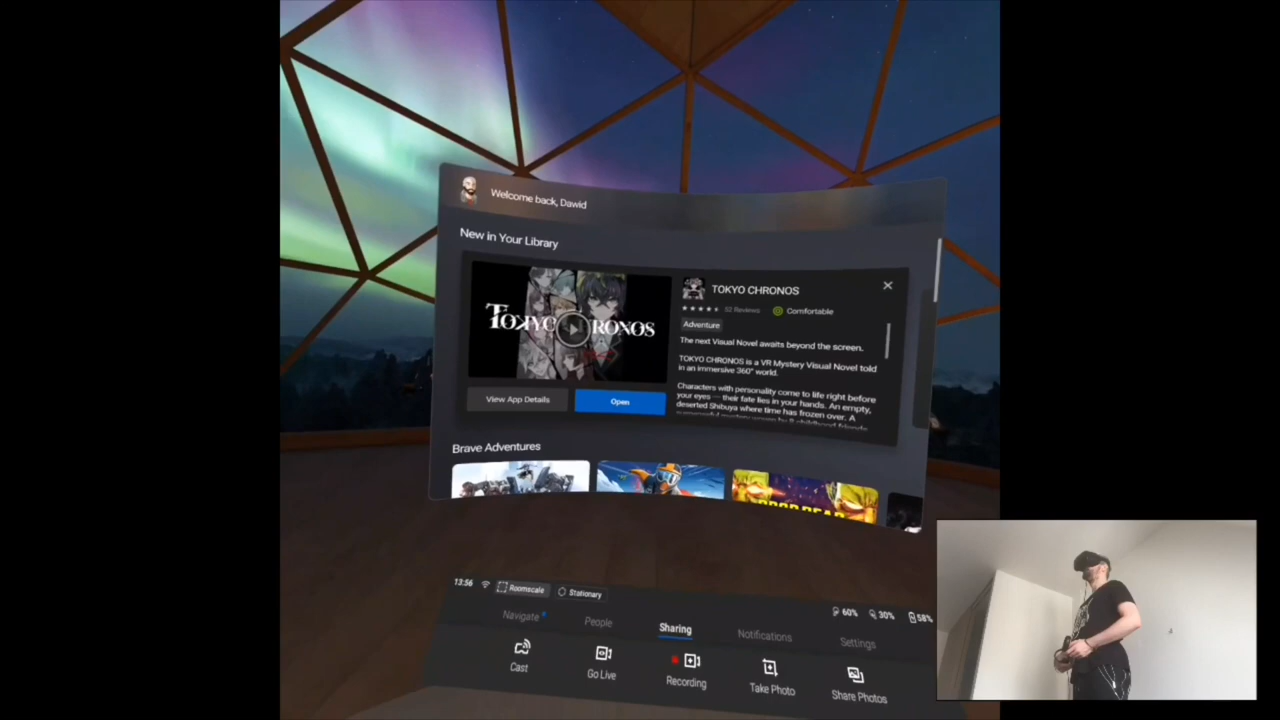 Welcome back, Dawid
New in Your Library
TOKYO CHRONOS
52 Reviews
Comfortable
Adventure
The next Visual Novel awaits beyond the screen.
TOKYO CHRONOS is a VR Mystery Visual Novel told
in an immersive 360° world.
Characters with personality come to life right before
your eyes — their fate lies in your hands. An empty,
deserted Shibuya where time has frozen over. A
View App Details
Open
Brave Adventures
13:56
Roomscale
Stationary
60%
30%
58%
Navigate
People
Sharing
Notifications
Settings
Cast
Go Live
Recording
Take Photo
Share Photos